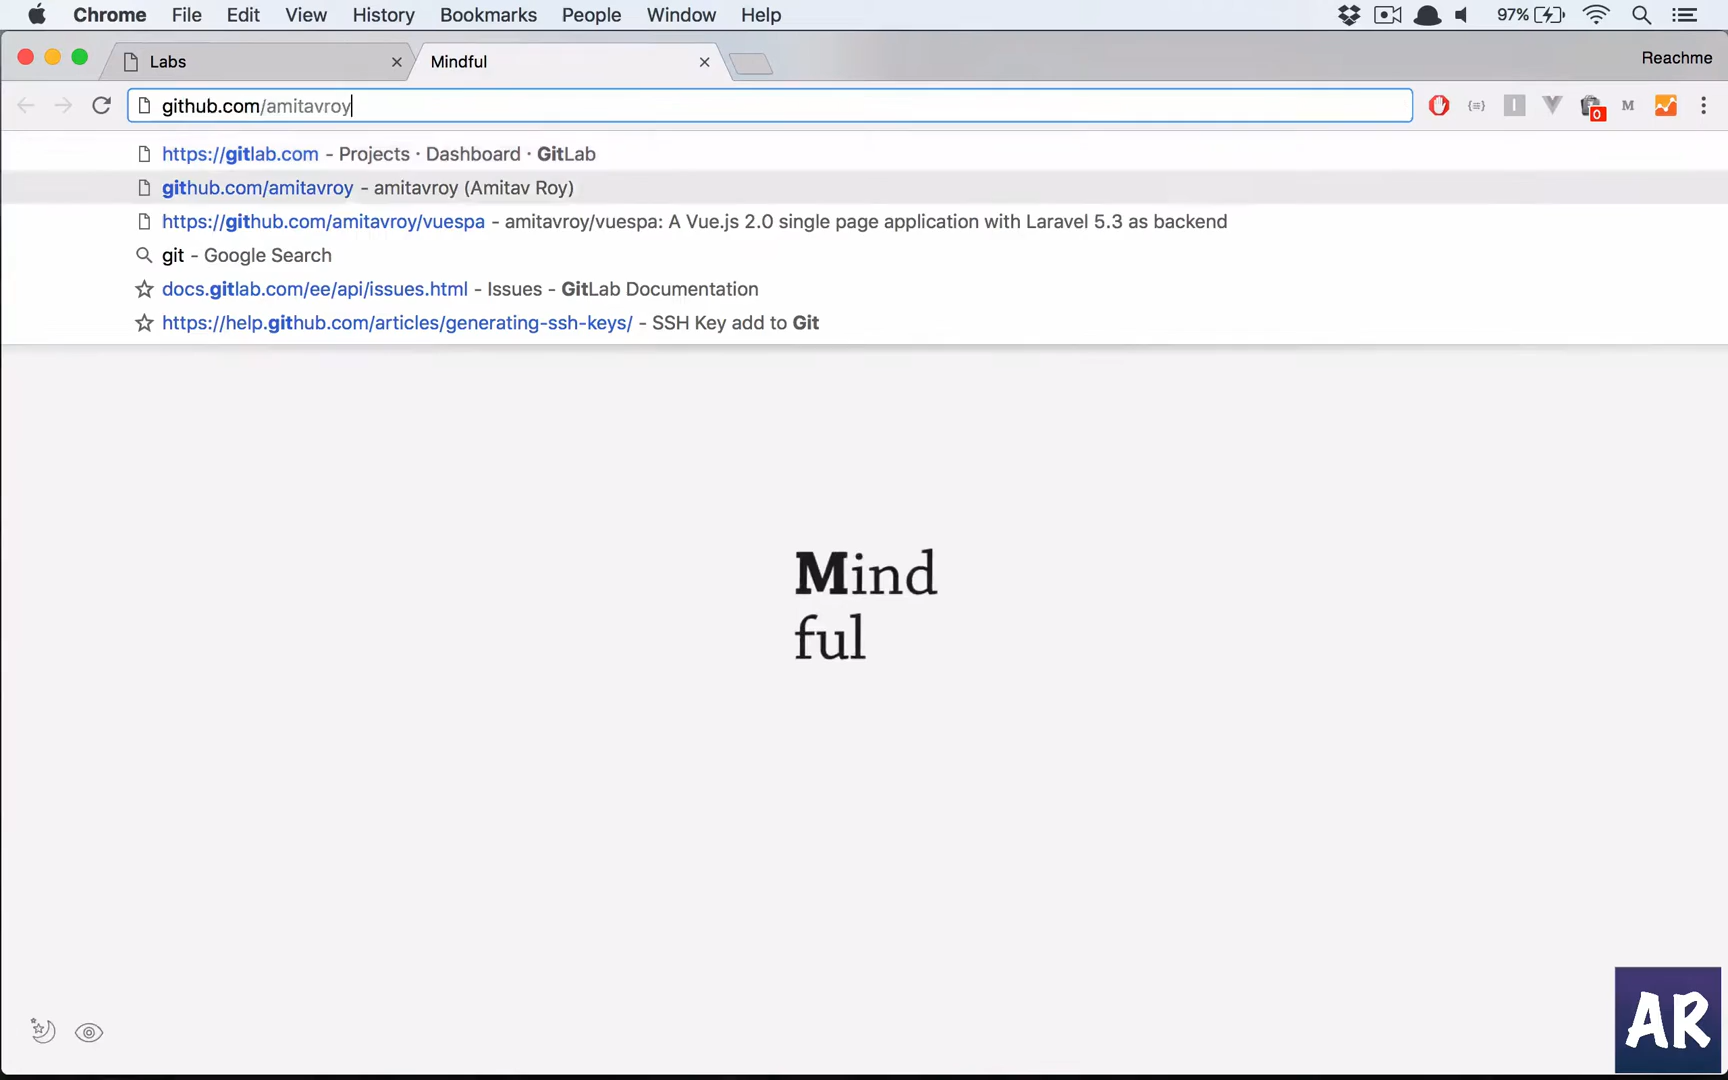 Chrome File Edit View History Bookmarks People Window Help 97%
Labs Mindful Reachme
github.com/amitavroy 0 M
https://gitlab.com - Projects · Dashboard · GitLab
github.com/amitavroy - amitavroy (Amitav Roy)
https://github.com/amitavroy/vuespa - amitavroy/vuespa: A Vue.js 2.0 single page application with Laravel 5.3 as backend
git - Google Search
docs.gitlab.com/ee/api/issues.html - Issues - GitLab Documentation
https://help.github.com/articles/generating-ssh-keys/ - SSH Key add to Git
Mind
ful
AR